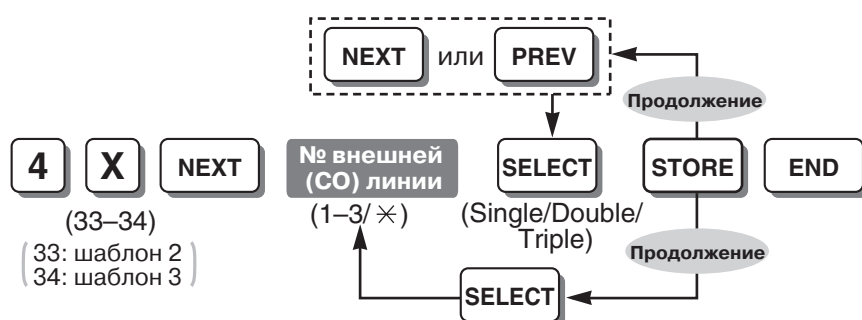 NEXT или PREV
Продолжение
4 X NEXT № внешней (CO) линии SELECT STORE END
(33–34) (1–3/ ✳) (Single/Double/
Triple)
33: шаблон 2
34: шаблон 3
Продолжение
SELECT